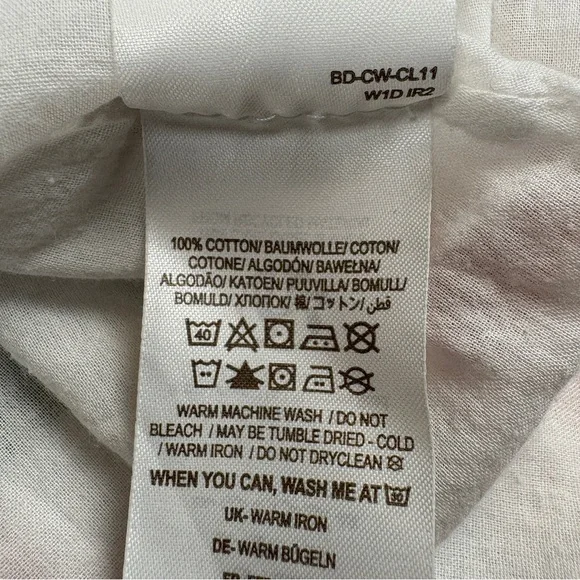 BD-CW-CL11
W1D IR2
100% COTTON/ BAUMWOLLE/ COTON/
COTONE/ ALGODÓN/ BAWEŁNA/
ALGODÃO/ KATOEN/ PUUVILLA/ BOMULL/
BOMULD/ ХЛОПОК/ 棉/コットン/ قطن
40
WARM MACHINE WASH / DO NOT
BLEACH / MAY BE TUMBLE DRIED - COLD
/ WARM IRON / DO NOT DRYCLEAN
WHEN YOU CAN, WASH ME AT 30
UK- WARM IRON
DE- WARM BÜGELN